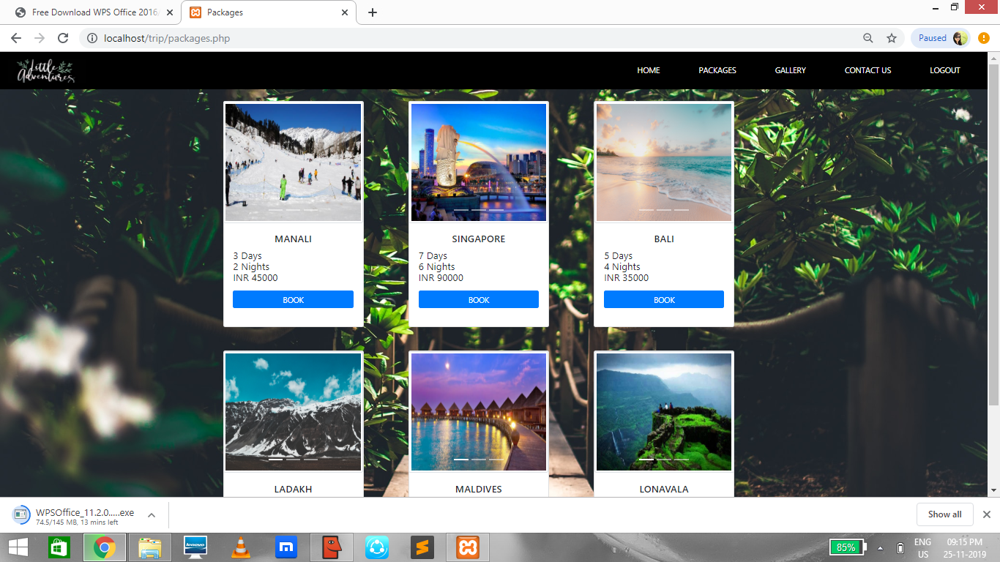 Free Download WPS Office 2016
Packages
localhost/trip/packages.php
Paused
Little
Adventures
HOME
PACKAGES
GALLERY
CONTACT US
LOGOUT
MANALI
3 Days
2 Nights
INR 45000
BOOK
SINGAPORE
7 Days
6 Nights
INR 90000
BOOK
BALI
5 Days
4 Nights
INR 35000
BOOK
LADAKH
MALDIVES
LONAVALA
WPSOffice_11.2.0.....exe
74.5/145 MB, 13 mins left
Show all
lenovo
m
S
85%
ENG
US
09:15 PM
25-11-2019